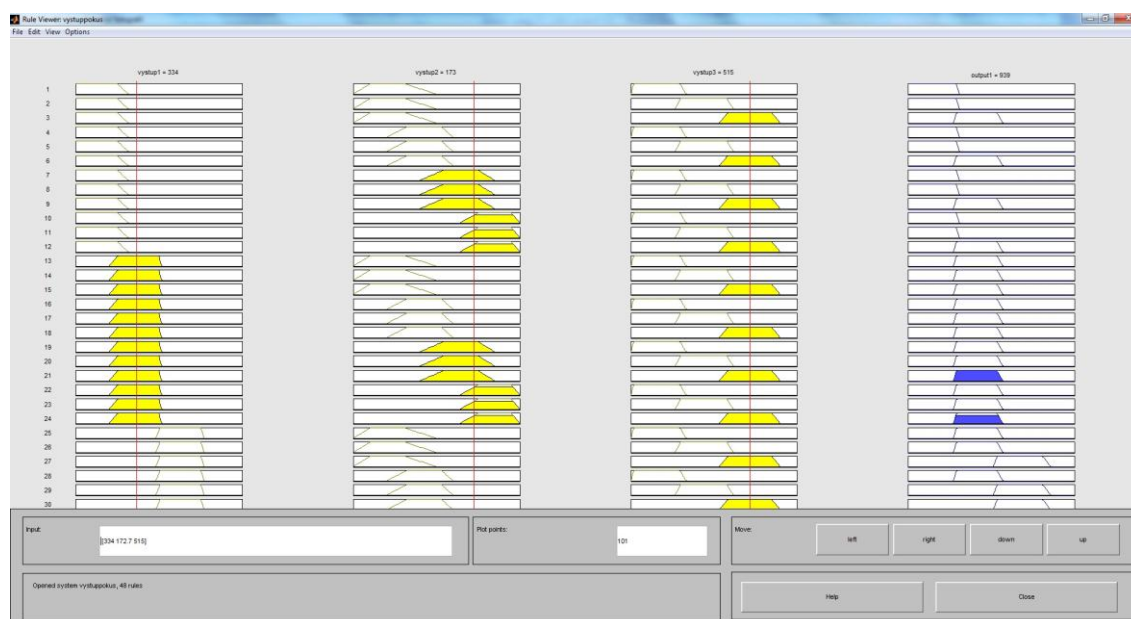 Rule Viewer: vystuppokus
File Edit View Options
vystup1 = 334
vystup2 = 173
vystup3 = 515
output1 = 939
1
2
3
4
5
6
7
8
9
10
11
12
13
14
15
16
17
18
19
20
21
22
23
24
25
26
27
28
29
30
Input:
[[334 172.7 515]
Plot points:
101
Move:
left
right
down
up
Opened system vystuppokus, 48 rules
Help
Close